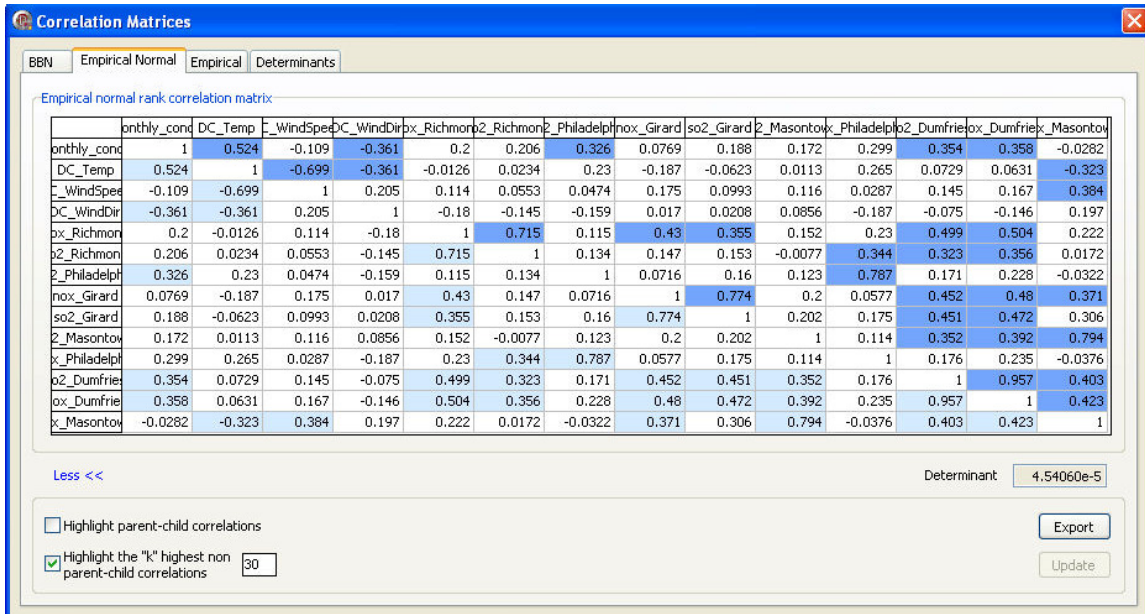 Correlation Matrices
BBN Empirical Normal Empirical Determinants
Empirical normal rank correlation matrix
onthly_cond DC_Temp C_WindSpee DC_WindDir ox_Richmon o2_Richmon 2_Philadelph nox_Girard so2_Girard 2_Masontow x_Philadelph o2_Dumfries ox_Dumfries x_Masontow
onthly_cond 1 0.524 -0.109 -0.361 0.2 0.206 0.326 0.0769 0.188 0.172 0.299 0.354 0.358 -0.0282
DC_Temp 0.524 1 -0.699 -0.361 -0.0126 0.0234 0.23 -0.187 -0.0623 0.0113 0.265 0.0729 0.0631 -0.323
C_WindSpee -0.109 -0.699 1 0.205 0.114 0.0553 0.0474 0.175 0.0993 0.116 0.0287 0.145 0.167 0.384
DC_WindDir -0.361 -0.361 0.205 1 -0.18 -0.145 -0.159 0.017 0.0208 0.0856 -0.187 -0.075 -0.146 0.197
ox_Richmon 0.2 -0.0126 0.114 -0.18 1 0.715 0.115 0.43 0.355 0.152 0.23 0.499 0.504 0.222
o2_Richmon 0.206 0.0234 0.0553 -0.145 0.715 1 0.134 0.147 0.153 -0.0077 0.344 0.323 0.356 0.0172
2_Philadelph 0.326 0.23 0.0474 -0.159 0.115 0.134 1 0.0716 0.16 0.123 0.787 0.171 0.228 -0.0322
nox_Girard 0.0769 -0.187 0.175 0.017 0.43 0.147 0.0716 1 0.774 0.2 0.0577 0.452 0.48 0.371
so2_Girard 0.188 -0.0623 0.0993 0.0208 0.355 0.153 0.16 0.774 1 0.202 0.175 0.451 0.472 0.306
2_Masontow 0.172 0.0113 0.116 0.0856 0.152 -0.0077 0.123 0.2 0.202 1 0.114 0.352 0.392 0.794
x_Philadelph 0.299 0.265 0.0287 -0.187 0.23 0.344 0.787 0.0577 0.175 0.114 1 0.176 0.235 -0.0376
o2_Dumfries 0.354 0.0729 0.145 -0.075 0.499 0.323 0.171 0.452 0.451 0.352 0.176 1 0.957 0.403
ox_Dumfrie 0.358 0.0631 0.167 -0.146 0.504 0.356 0.228 0.48 0.472 0.392 0.235 0.957 1 0.423
x_Masontow -0.0282 -0.323 0.384 0.197 0.222 0.0172 -0.0322 0.371 0.306 0.794 -0.0376 0.403 0.423 1
Less << Determinant 4.54060e-5
Highlight parent-child correlations Export
Highlight the "k" highest non
parent-child correlations 30 Update